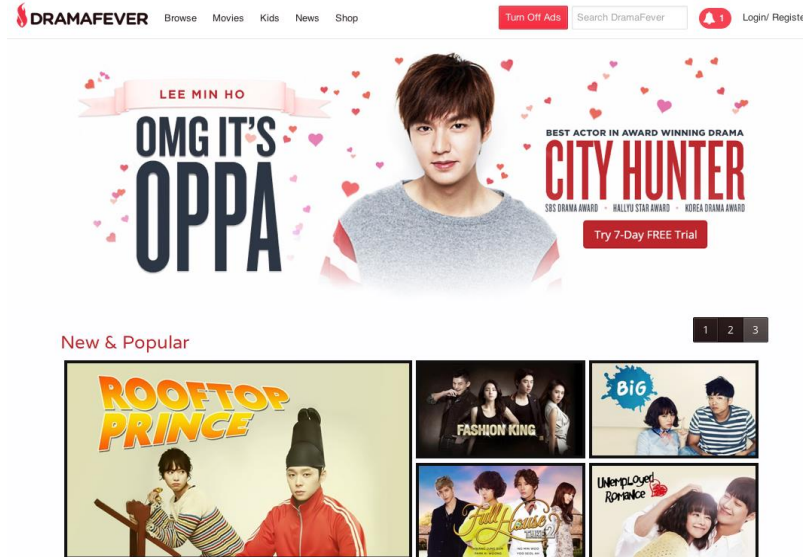 DRAMAFEVER Browse Movies Kids News Shop Turn Off Ads Search DramaFever 1 Login/ Registe
LEE MIN HO
OMG IT'S
OPPA
BEST ACTOR IN AWARD WINNING DRAMA
CITY HUNTER
SBS DRAMA AWARD • HALLYU STAR AWARD • KOREA DRAMA AWARD
Try 7-Day FREE Trial
1 2 3
New & Popular
ROOFTOP
PRINCE
FASHION KING
BiG
Full House
TAKE 2
UNEMPLOYED
ROMANCE